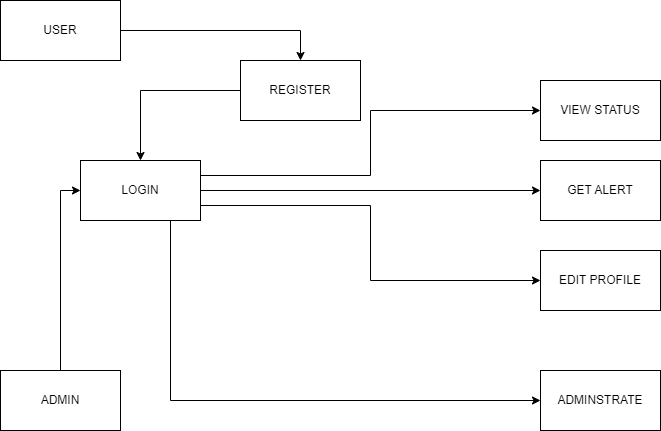 USER
REGISTER
VIEW STATUS
LOGIN
GET ALERT
EDIT PROFILE
ADMIN
ADMINSTRATE